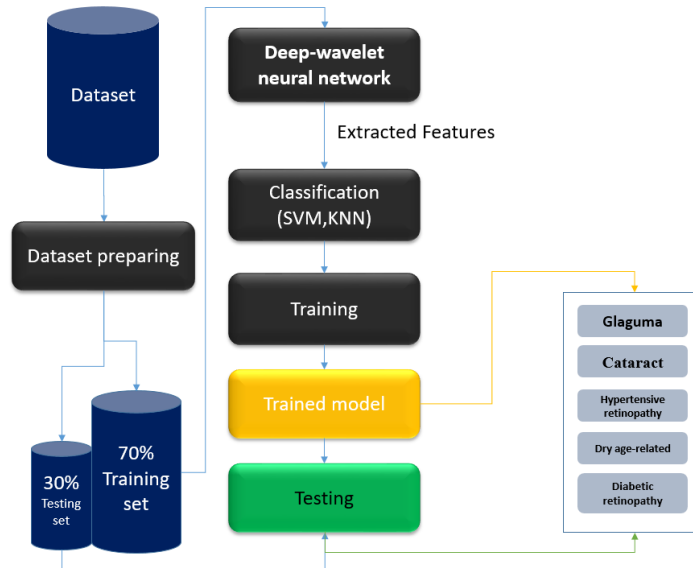 Dataset
Dataset preparing
30%
Testing
set
70%
Training
set
Deep-wavelet
neural network
Extracted Features
Classification
(SVM,KNN)
Training
Trained model
Testing
Glaguma
Cataract
Hypertensive
retinopathy
Dry age-related
Diabetic
retinopathy